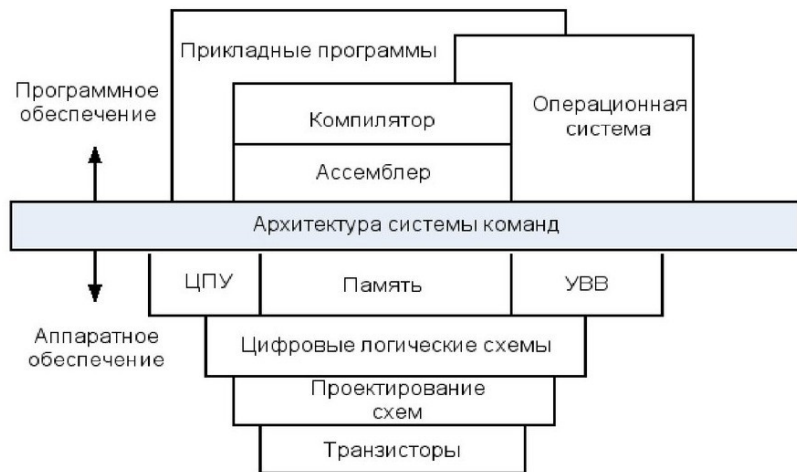 Прикладные программы
Программное
обеспечение
Операционная
система
Компилятор
Ассемблер
Архитектура системы команд
ЦПУ
Память
УВВ
Аппаратное
обеспечение
Цифровые логические схемы
Проектирование
схем
Транзисторы